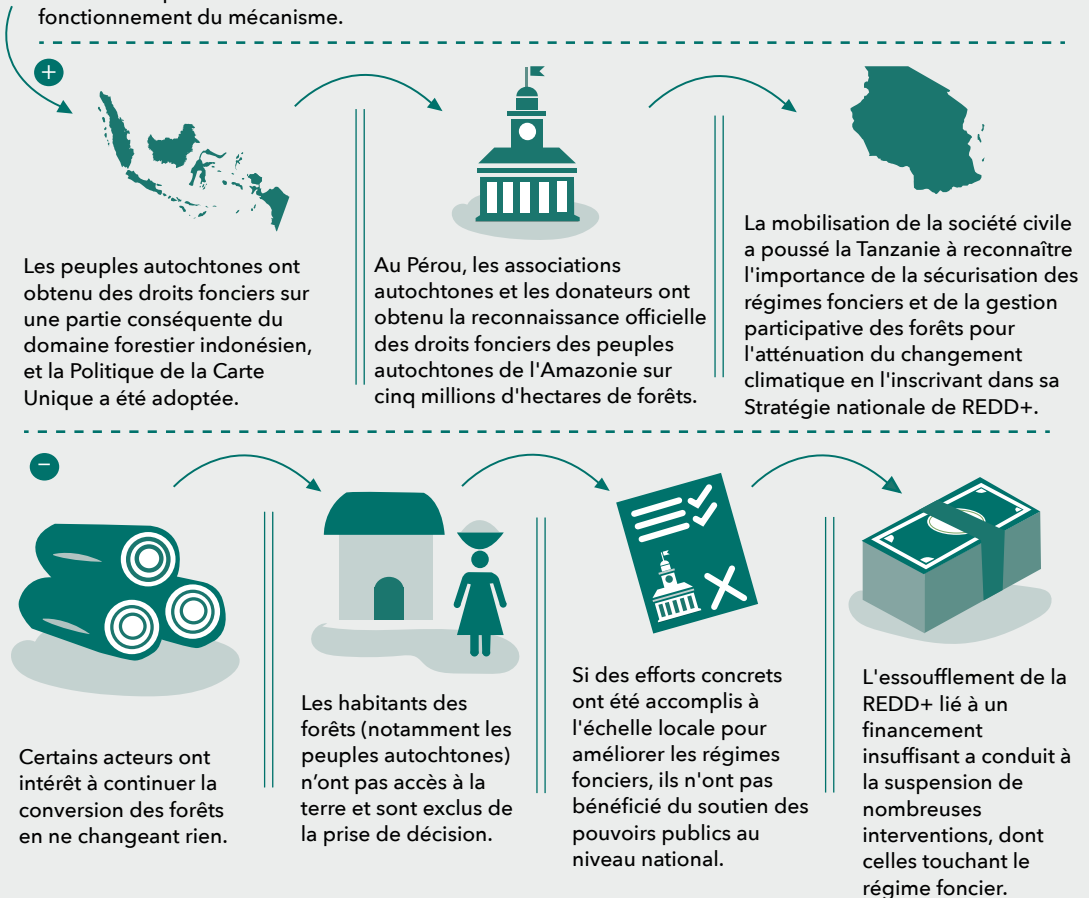 fonctionnement du mécanisme.
+
Les peuples autochtones ont
obtenu des droits fonciers sur
une partie conséquente du
domaine forestier indonésien,
et la Politique de la Carte
Unique a été adoptée.
Au Pérou, les associations
autochtones et les donateurs ont
obtenu la reconnaissance officielle
des droits fonciers des peuples
autochtones de l'Amazonie sur
cinq millions d'hectares de forêts.
La mobilisation de la société civile
a poussé la Tanzanie à reconnaître
l'importance de la sécurisation des
régimes fonciers et de la gestion
participative des forêts pour
l'atténuation du changement
climatique en l'inscrivant dans sa
Stratégie nationale de REDD+.
−
Certains acteurs ont
intérêt à continuer la
conversion des forêts
en ne changeant rien.
Les habitants des
forêts (notamment les
peuples autochtones)
n’ont pas accès à la
terre et sont exclus de
la prise de décision.
Si des efforts concrets
ont été accomplis à
l'échelle locale pour
améliorer les régimes
fonciers, ils n'ont pas
bénéficié du soutien des
pouvoirs publics au
niveau national.
L'essoufflement de la
REDD+ lié à un
financement
insuffisant a conduit à
la suspension de
nombreuses
interventions, dont
celles touchant le
régime foncier.